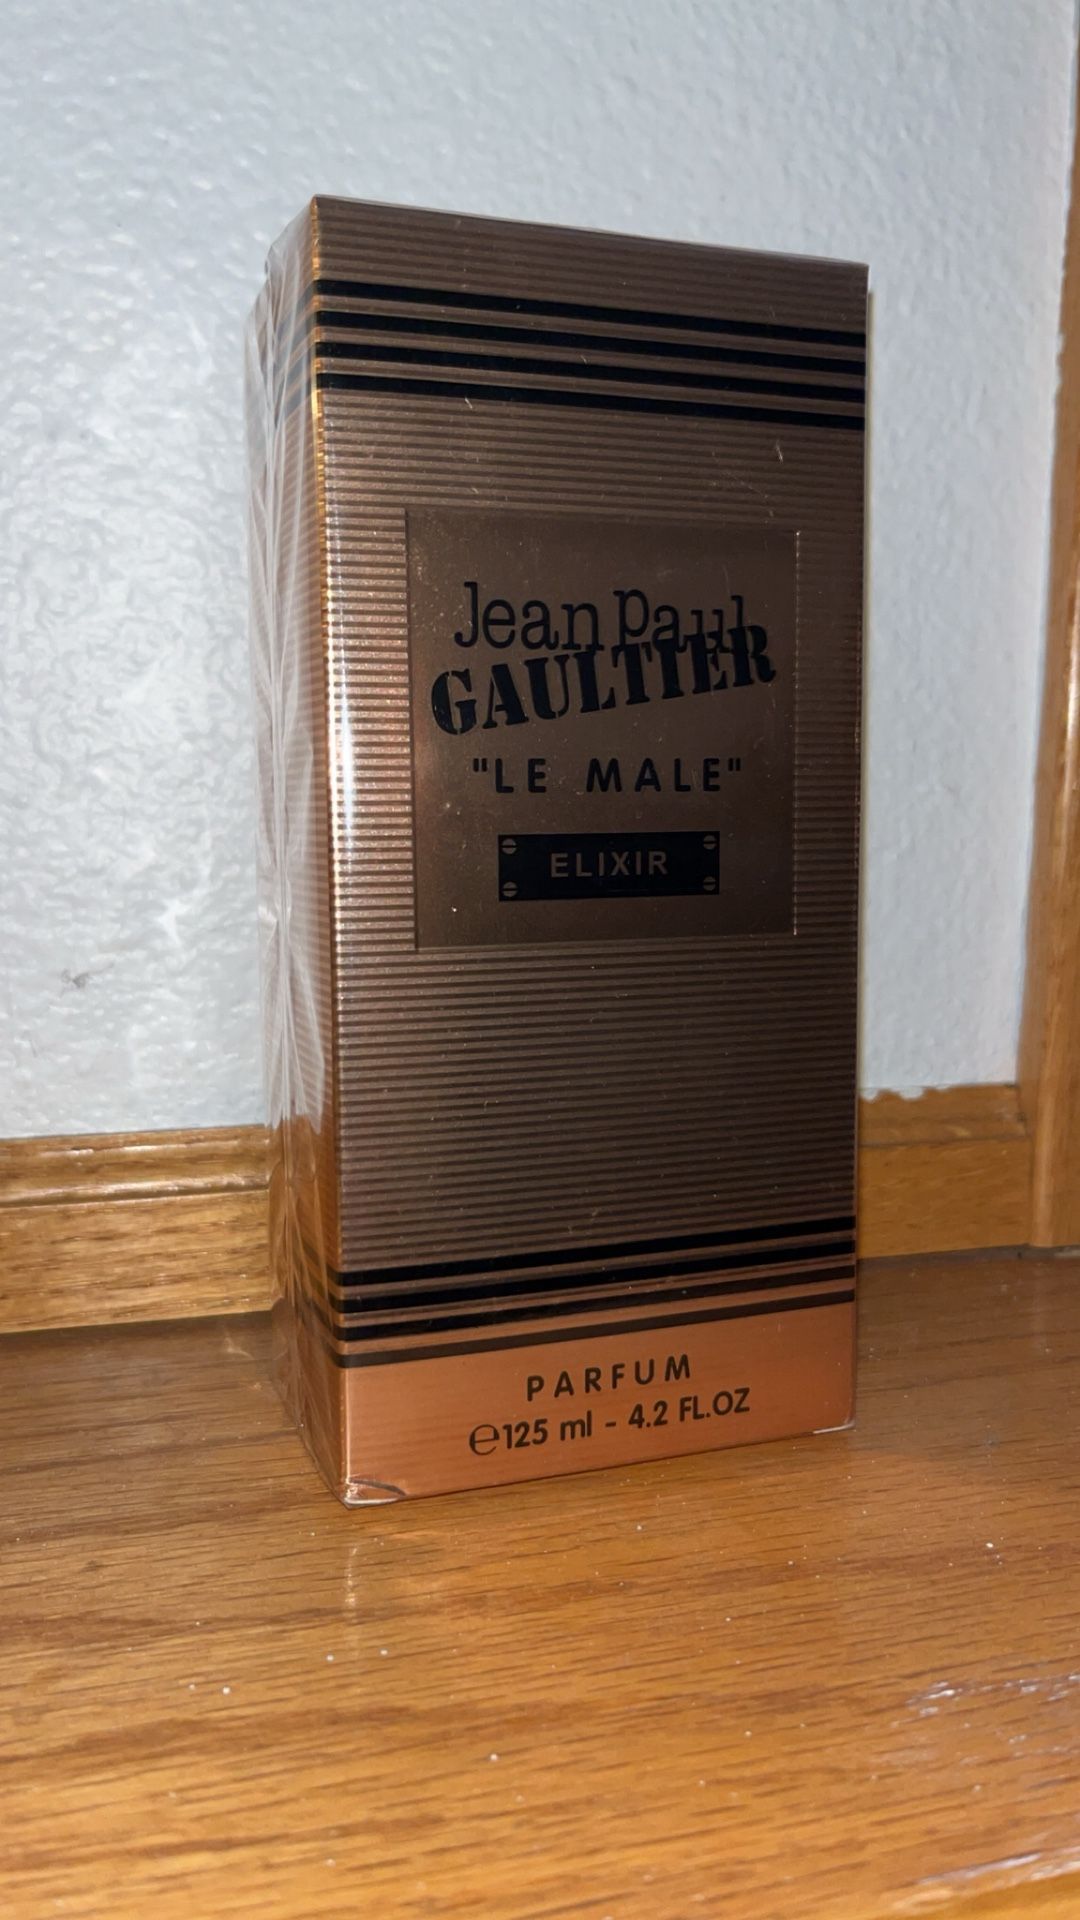 Jean Paul
GAULTIER
"LE MALE"
ELIXIR
PARFUM
℮125 ml - 4.2 FL.OZ